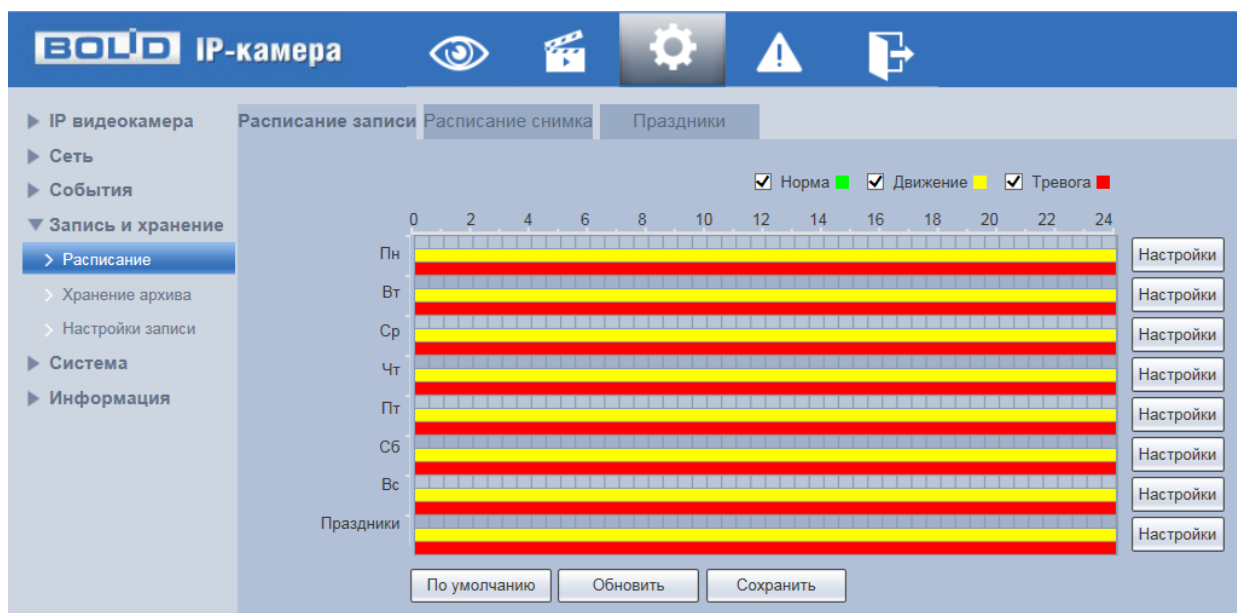 BOLID IP-камера
IP видеокамера
Сеть
События
Запись и хранение
Расписание
Хранение архива
Настройки записи
Система
Информация
Расписание записи Расписание снимка Праздники
Норма Движение Тревога
0 2 4 6 8 10 12 14 16 18 20 22 24
Пн Настройки
Вт Настройки
Ср Настройки
Чт Настройки
Пт Настройки
Сб Настройки
Вс Настройки
Праздники Настройки
По умолчанию Обновить Сохранить